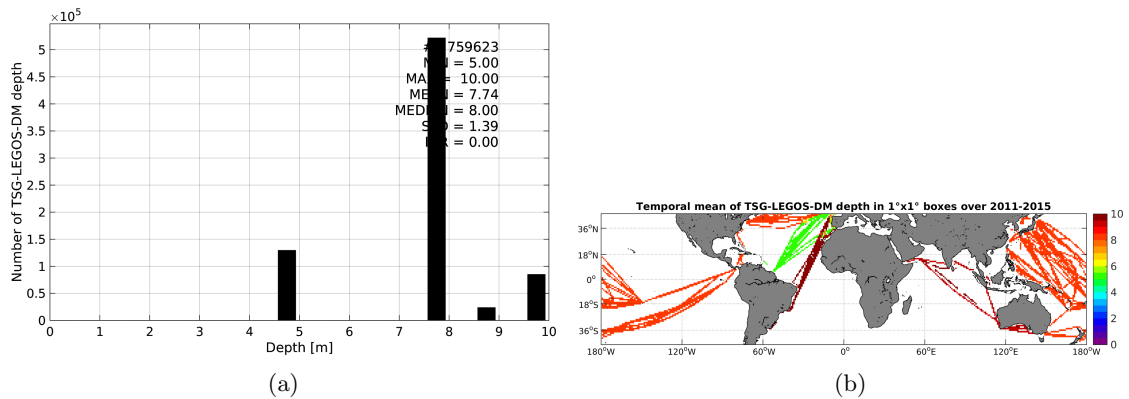 ×10⁵
5
4.5
4
3.5
3
2.5
2
1.5
1
0.5
0
Number of TSG-LEGOS-DM depth
759623
= 5.00
= 10.00
= 7.74
= 8.00
= 1.39
= 0.00
0 1 2 3 4 5 6 7 8 9 10
Depth [m]
(a)
Temporal mean of TSG-LEGOS-DM depth in 1°x1° boxes over 2011-2015
36°N
18°N
0°
18°S
36°S
180°W 120°W 60°W 0° 60°E 120°E 180°W
10
8
6
4
2
0
(b)